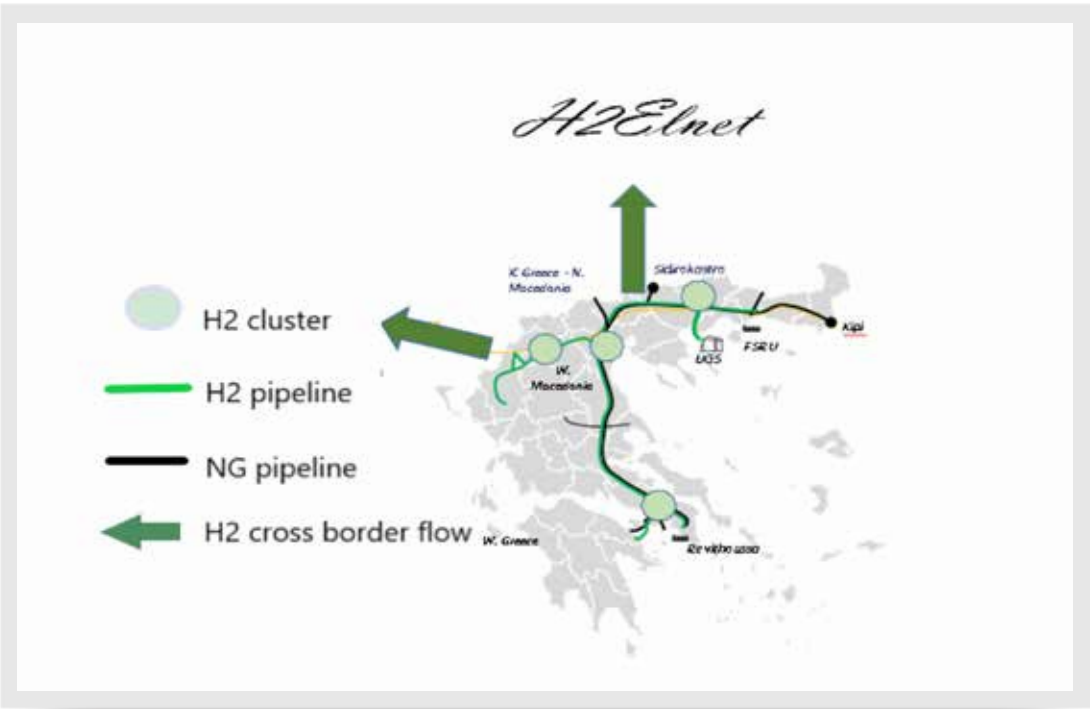 H2Elnet
K Greece - N.
Macedonia
Sidirokastro
Kipi
FSRU
UGS
W.
Macedonia
H2 cluster
H2 pipeline
NG pipeline
H2 cross border flow
W. Greece
Revithoussa